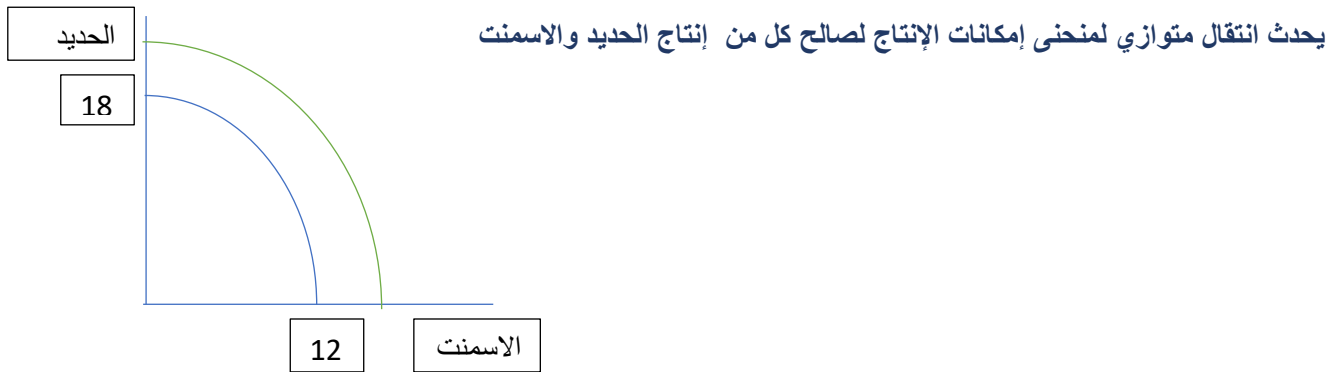 يحدث انتقال متوازي لمنحنى إمكانات الإنتاج لصالح كل من إنتاج الحديد والاسمنت
الحديد
18
12
الاسمنت